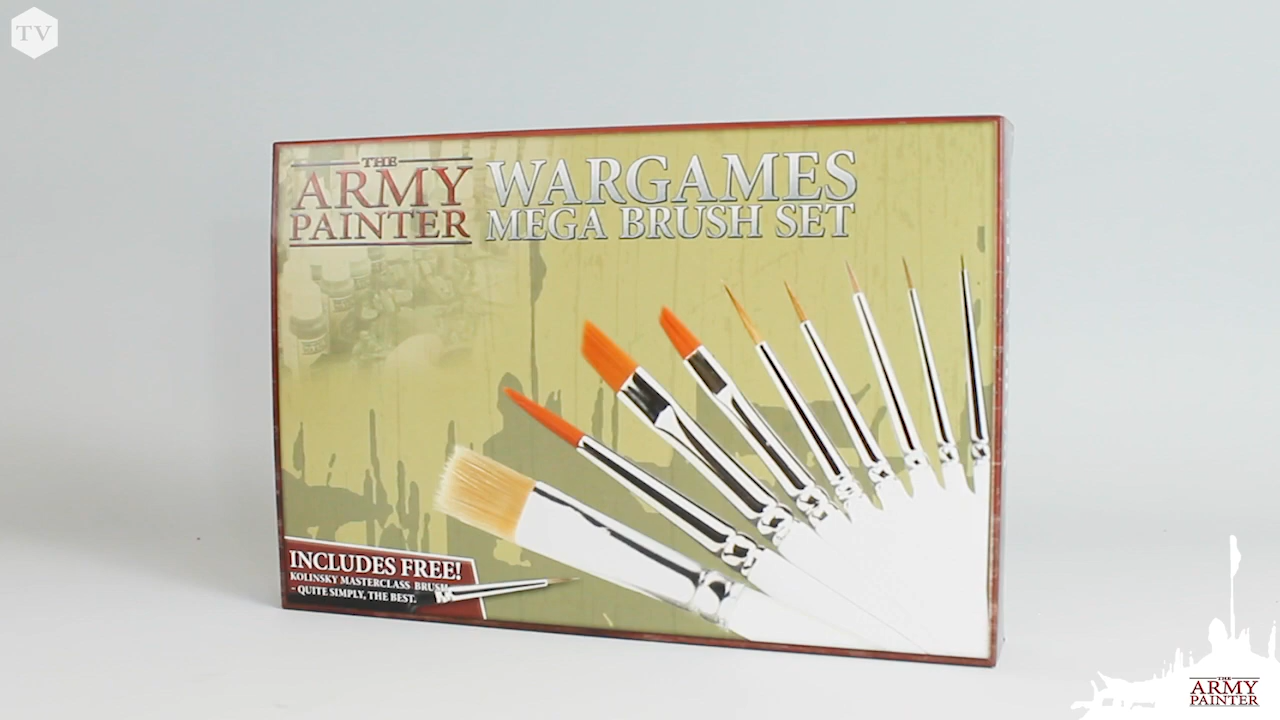 TV
THE
ARMY
PAINTER
WARGAMES
MEGA BRUSH SET
INCLUDES FREE!
KOLINSKY MASTERCLASS BRUSH
- QUITE SIMPLY, THE BEST.
THE
ARMY
PAINTER